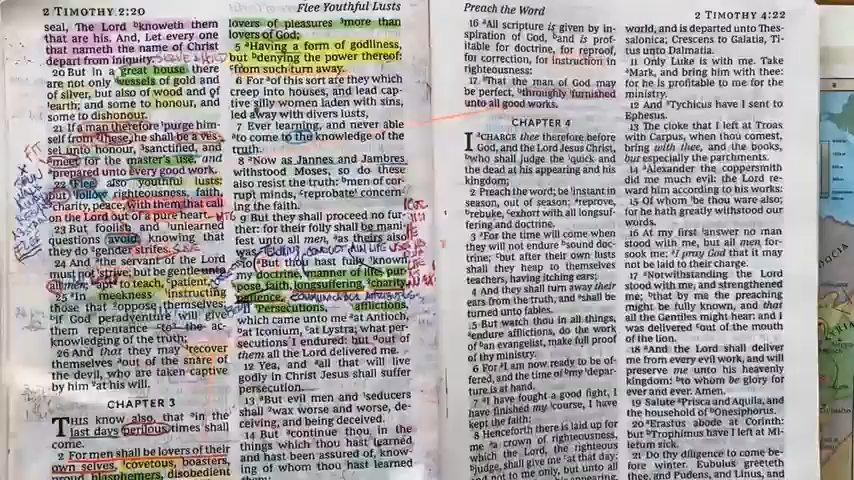 2 TIMOTHY 2:20
Flee Youthful Lusts
seal, The Lord knoweth them
that are his. And, Let every one
that nameth the name of Christ
depart from iniquity.
20 But in a great house there
are not only vessels of gold and
of silver, but also of wood and of
earth; and some to honour, and
some to dishonour.
21 If a man therefore purge him-
self from these, he shall be a ves-
sel unto honour, sanctified, and
meet for the master's use, and
prepared unto every good work.
22 Flee also youthful lusts:
but follow righteousness, faith,
charity, peace, with them that call
on the Lord out of a pure heart.
23 But foolish and unlearned
questions avoid, knowing that
they do gender strifes.
24 And the servant of the Lord
must not strive; but be gentle unto
all men, apt to teach, patient,
25 In meekness instructing
those that oppose themselves;
if God peradventure will give
them repentance to the ac-
knowledging of the truth;
26 And that they may recover
themselves out of the snare of
the devil, who are taken captive
by him at his will.
CHAPTER 3
THIS know also, that in the
last days perilous times shall
come.
2 For men shall be lovers of their
own selves, covetous, boasters,
proud, blasphemers, disobedient
lovers of pleasures more than
lovers of God;
5 Having a form of godliness,
but denying the power thereof:
from such turn away.
6 For of this sort are they which
creep into houses, and lead cap-
tive silly women laden with sins,
led away with divers lusts,
7 Ever learning, and never able
to come to the knowledge of the
truth.
8 Now as Jannes and Jambres
withstood Moses, so do these
also resist the truth: men of cor-
rupt minds, reprobate concern-
ing the faith.
9 But they shall proceed no fur-
ther: for their folly shall be mani-
fest unto all men, as theirs also
was.
10 But thou hast fully known
my doctrine, manner of life, pur-
pose, faith, longsuffering, charity,
patience,
11 Persecutions, afflictions,
which came unto me at Antioch,
at Iconium, at Lystra; what per-
secutions I endured: but out of
them all the Lord delivered me.
12 Yea, and all that will live
godly in Christ Jesus shall suffer
persecution.
13 But evil men and seducers
shall wax worse and worse, de-
ceiving, and being deceived.
14 But continue thou in the
things which thou hast learned
and hast been assured of, know-
ing of whom thou hast learned
Preach the Word
2 TIMOTHY 4:22
16 All scripture is given by in-
spiration of God, and is prof-
itable for doctrine, for reproof,
for correction, for instruction in
righteousness:
17 That the man of God may
be perfect, throughly furnished
unto all good works.
CHAPTER 4
I CHARGE thee therefore before
God, and the Lord Jesus Christ,
who shall judge the quick and
the dead at his appearing and his
kingdom;
2 Preach the word; be instant in
season, out of season; reprove,
rebuke, exhort with all longsuf-
fering and doctrine.
3 For the time will come when
they will not endure sound doc-
trine; but after their own lusts
shall they heap to themselves
teachers, having itching ears;
4 And they shall turn away their
ears from the truth, and shall be
turned unto fables.
5 But watch thou in all things,
endure afflictions, do the work
of an evangelist, make full proof
of thy ministry.
6 For I am now ready to be of-
fered, and the time of my depar-
ture is at hand.
7 I have fought a good fight, I
have finished my course, I have
kept the faith:
8 Henceforth there is laid up for
me a crown of righteousness,
which the Lord, the righteous
judge, shall give me at that day:
and not to me only, but unto all
world, and is departed unto Thes-
salonica; Crescens to Galatia, Ti-
tus unto Dalmatia.
11 Only Luke is with me. Take
Mark, and bring him with thee:
for he is profitable to me for the
ministry.
12 And Tychicus have I sent to
Ephesus.
13 The cloke that I left at Troas
with Carpus, when thou comest,
bring with thee, and the books,
but especially the parchments.
14 Alexander the coppersmith
did me much evil: the Lord re-
ward him according to his works:
15 Of whom be thou ware also;
for he hath greatly withstood our
words.
16 At my first answer no man
stood with me, but all men for-
sook me: I pray God that it may
not be laid to their charge.
17 Notwithstanding the Lord
stood with me, and strengthened
me; that by me the preaching
might be fully known, and that
all the Gentiles might hear: and I
was delivered out of the mouth
of the lion.
18 And the Lord shall deliver
me from every evil work, and will
preserve me unto his heavenly
kingdom: to whom be glory for
ever and ever. Amen.
19 Salute Prisca and Aquila, and
the household of Onesiphorus.
20 Erastus abode at Corinth:
but Trophimus have I left at Mi-
letum sick.
21 Do thy diligence to come be-
fore winter. Eubulus greeteth
thee, and Pudens, and Linus, and